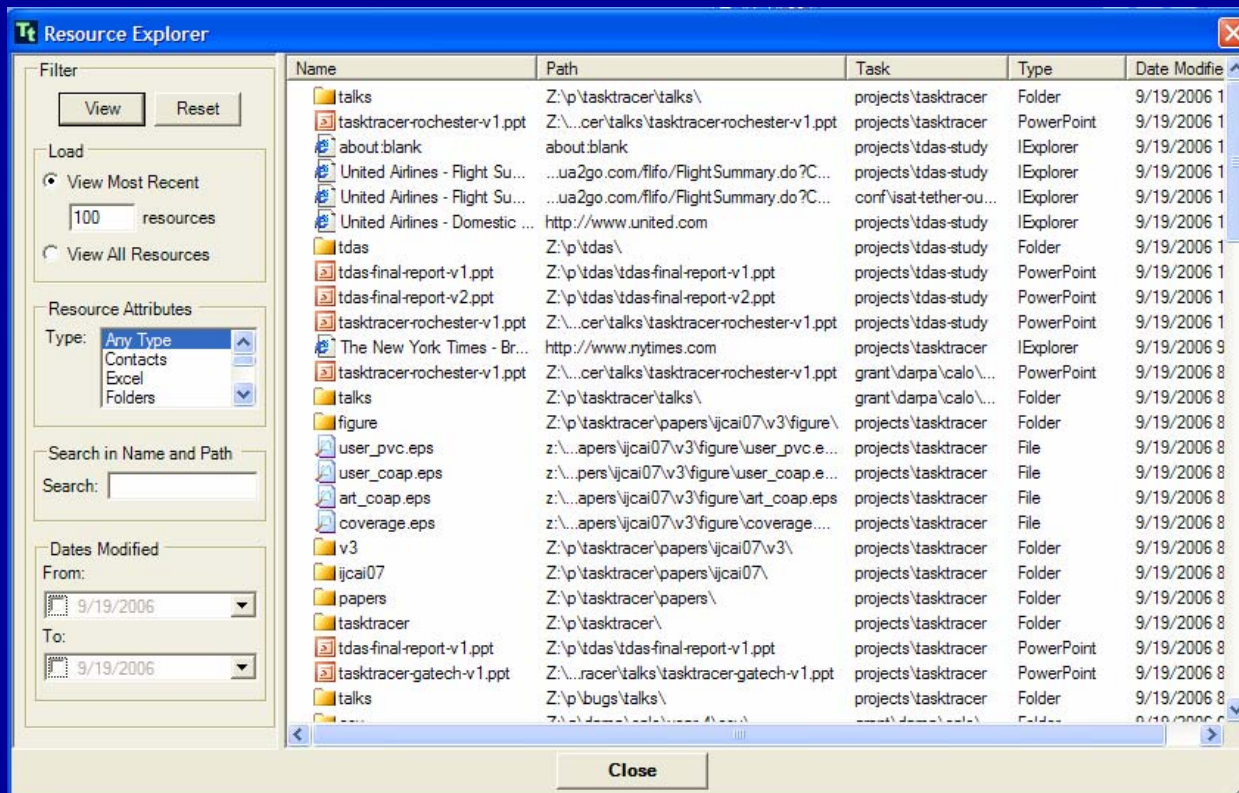 Tt Resource Explorer
Filter
View Reset
Load
View Most Recent
100 resources
View All Resources
Resource Attributes
Type: Any Type
Contacts
Excel
Folders
Search in Name and Path
Search:
Dates Modified
From:
9/19/2006
To:
9/19/2006
Name Path Task Type Date Modifie
talks Z:\p\tasktracer\talks\ projects\tasktracer Folder 9/19/2006 1
tasktracer-rochester-v1.ppt Z:\...cer\talks\tasktracer-rochester-v1.ppt projects\tasktracer PowerPoint 9/19/2006 1
about:blank about:blank projects\tdas-study IExplorer 9/19/2006 1
United Airlines - Flight Su... ...ua2go.com/flifo/FlightSummary.do?C... projects\tdas-study IExplorer 9/19/2006 1
United Airlines - Flight Su... ...ua2go.com/flifo/FlightSummary.do?C... conf\isat-tether-ou... IExplorer 9/19/2006 1
United Airlines - Domestic ... http://www.united.com projects\tdas-study IExplorer 9/19/2006 1
tdas Z:\p\tdas\ projects\tdas-study Folder 9/19/2006 1
tdas-final-report-v1.ppt Z:\p\tdas\tdas-final-report-v1.ppt projects\tdas-study PowerPoint 9/19/2006 1
tdas-final-report-v2.ppt Z:\p\tdas\tdas-final-report-v2.ppt projects\tdas-study PowerPoint 9/19/2006 1
tasktracer-rochester-v1.ppt Z:\...cer\talks\tasktracer-rochester-v1.ppt projects\tdas-study PowerPoint 9/19/2006 1
The New York Times - Br... http://www.nytimes.com projects\tasktracer IExplorer 9/19/2006 9
tasktracer-rochester-v1.ppt Z:\...cer\talks\tasktracer-rochester-v1.ppt grant\darpa\calo\... PowerPoint 9/19/2006 8
talks Z:\p\tasktracer\talks\ grant\darpa\calo\... Folder 9/19/2006 8
figure Z:\p\tasktracer\papers\ijcai07\v3\figure\ projects\tasktracer Folder 9/19/2006 8
user_pvc.eps z:\...apers\ijcai07\v3\figure\user_pvc.e... projects\tasktracer File 9/19/2006 8
user_coap.eps z:\...pers\ijcai07\v3\figure\user_coap.e... projects\tasktracer File 9/19/2006 8
art_coap.eps z:\...apers\ijcai07\v3\figure\art_coap.eps projects\tasktracer File 9/19/2006 8
coverage.eps z:\...apers\ijcai07\v3\figure\coverage.... projects\tasktracer File 9/19/2006 8
v3 Z:\p\tasktracer\papers\ijcai07\v3\ projects\tasktracer Folder 9/19/2006 8
ijcai07 Z:\p\tasktracer\papers\ijcai07\ projects\tasktracer Folder 9/19/2006 8
papers Z:\p\tasktracer\papers\ projects\tasktracer Folder 9/19/2006 8
tasktracer Z:\p\tasktracer\ projects\tasktracer Folder 9/19/2006 8
tdas-final-report-v1.ppt Z:\p\tdas\tdas-final-report-v1.ppt projects\tasktracer PowerPoint 9/19/2006 8
tasktracer-gatech-v1.ppt Z:\...racer\talks\tasktracer-gatech-v1.ppt projects\tasktracer PowerPoint 9/19/2006 8
talks Z:\p\bugs\talks\ projects\tasktracer Folder 9/19/2006 8
Close